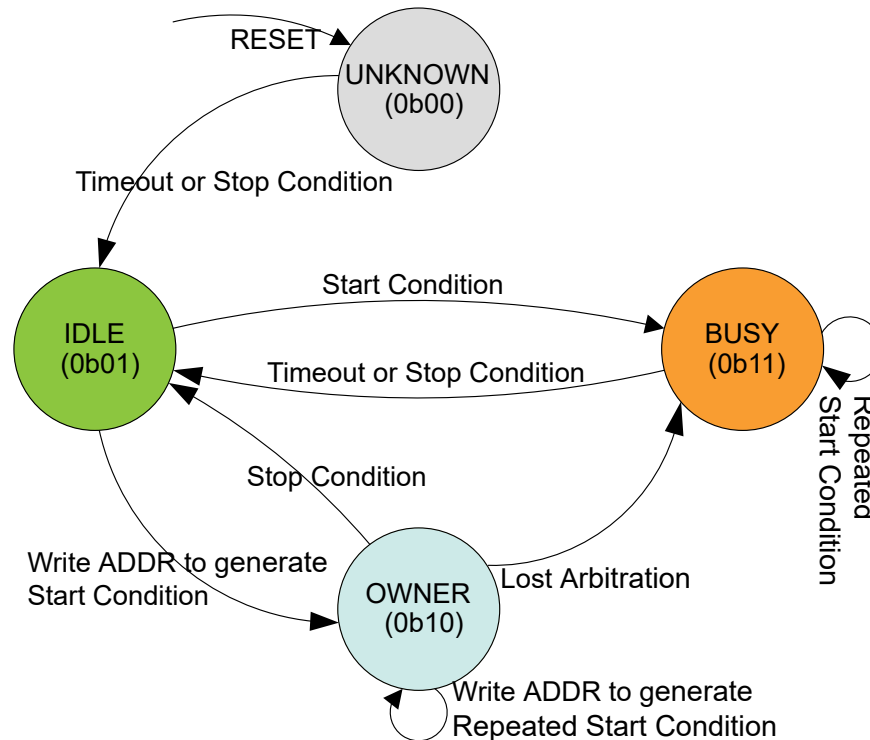 RESET
UNKNOWN
(0b00)
Timeout or Stop Condition
Start Condition
IDLE
(0b01)
BUSY
(0b11)
Timeout or Stop Condition
Repeated
Start Condition
Stop Condition
Write ADDR to generate
Start Condition
OWNER
(0b10)
Lost Arbitration
Write ADDR to generate
Repeated Start Condition